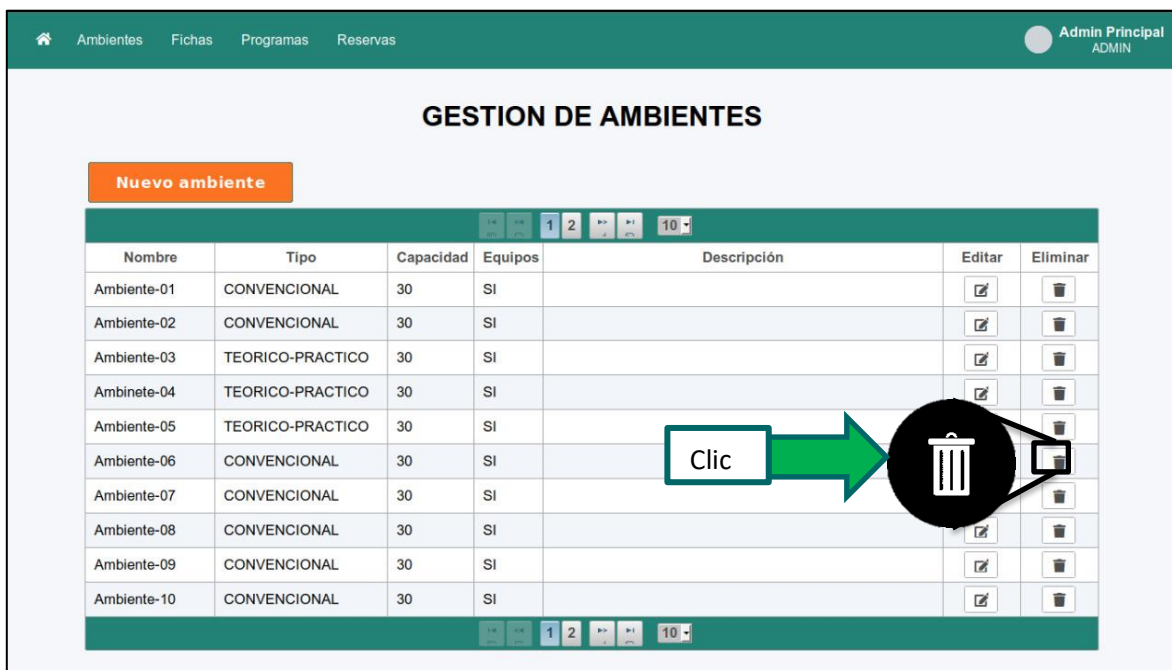 Ambientes Fichas Programas Reservas Admin Principal
ADMIN
GESTION DE AMBIENTES
Nuevo ambiente
1 2 10
Nombre Tipo Capacidad Equipos Descripción Editar Eliminar
Ambiente-01 CONVENCIONAL 30 SI
Ambiente-02 CONVENCIONAL 30 SI
Ambiente-03 TEORICO-PRACTICO 30 SI
Ambinete-04 TEORICO-PRACTICO 30 SI
Ambiente-05 TEORICO-PRACTICO 30 SI
Ambiente-06 CONVENCIONAL 30 SI Clic
Ambiente-07 CONVENCIONAL 30 SI
Ambiente-08 CONVENCIONAL 30 SI
Ambiente-09 CONVENCIONAL 30 SI
Ambiente-10 CONVENCIONAL 30 SI
1 2 10